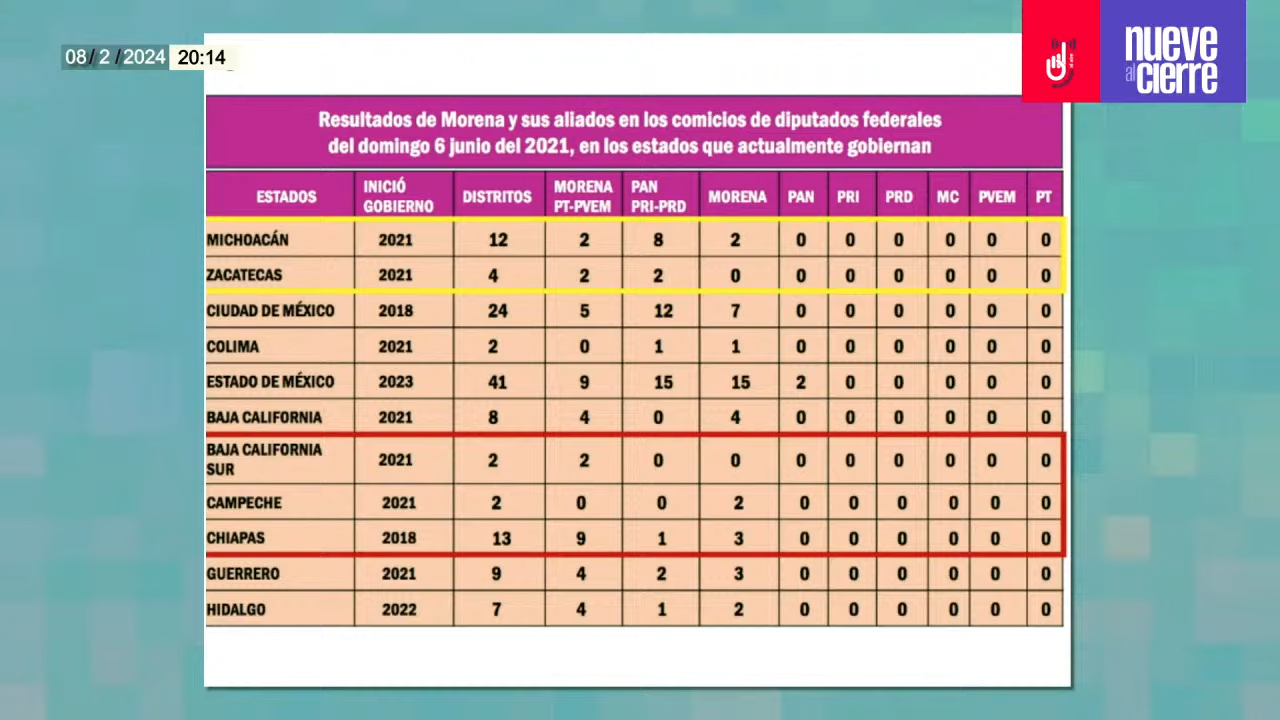 08/ 2 /2024 20:14
nueve
al cierre
Resultados de Morena y sus aliados en los comicios de diputados federales
del domingo 6 junio del 2021, en los estados que actualmente gobiernan
ESTADOS INICIÓ GOBIERNO DISTRITOS MORENA PT-PVEM PAN PRI-PRD MORENA PAN PRI PRD MC PVEM PT
MICHOACÁN 2021 12 2 8 2 0 0 0 0 0 0
ZACATECAS 2021 4 2 2 0 0 0 0 0 0 0
CIUDAD DE MÉXICO 2018 24 5 12 7 0 0 0 0 0 0
COLIMA 2021 2 0 1 1 0 0 0 0 0 0
ESTADO DE MÉXICO 2023 41 9 15 15 2 0 0 0 0 0
BAJA CALIFORNIA 2021 8 4 0 4 0 0 0 0 0 0
BAJA CALIFORNIA SUR 2021 2 2 0 0 0 0 0 0 0 0
CAMPECHE 2021 2 0 0 2 0 0 0 0 0 0
CHIAPAS 2018 13 9 1 3 0 0 0 0 0 0
GUERRERO 2021 9 4 2 3 0 0 0 0 0 0
HIDALGO 2022 7 4 1 2 0 0 0 0 0 0